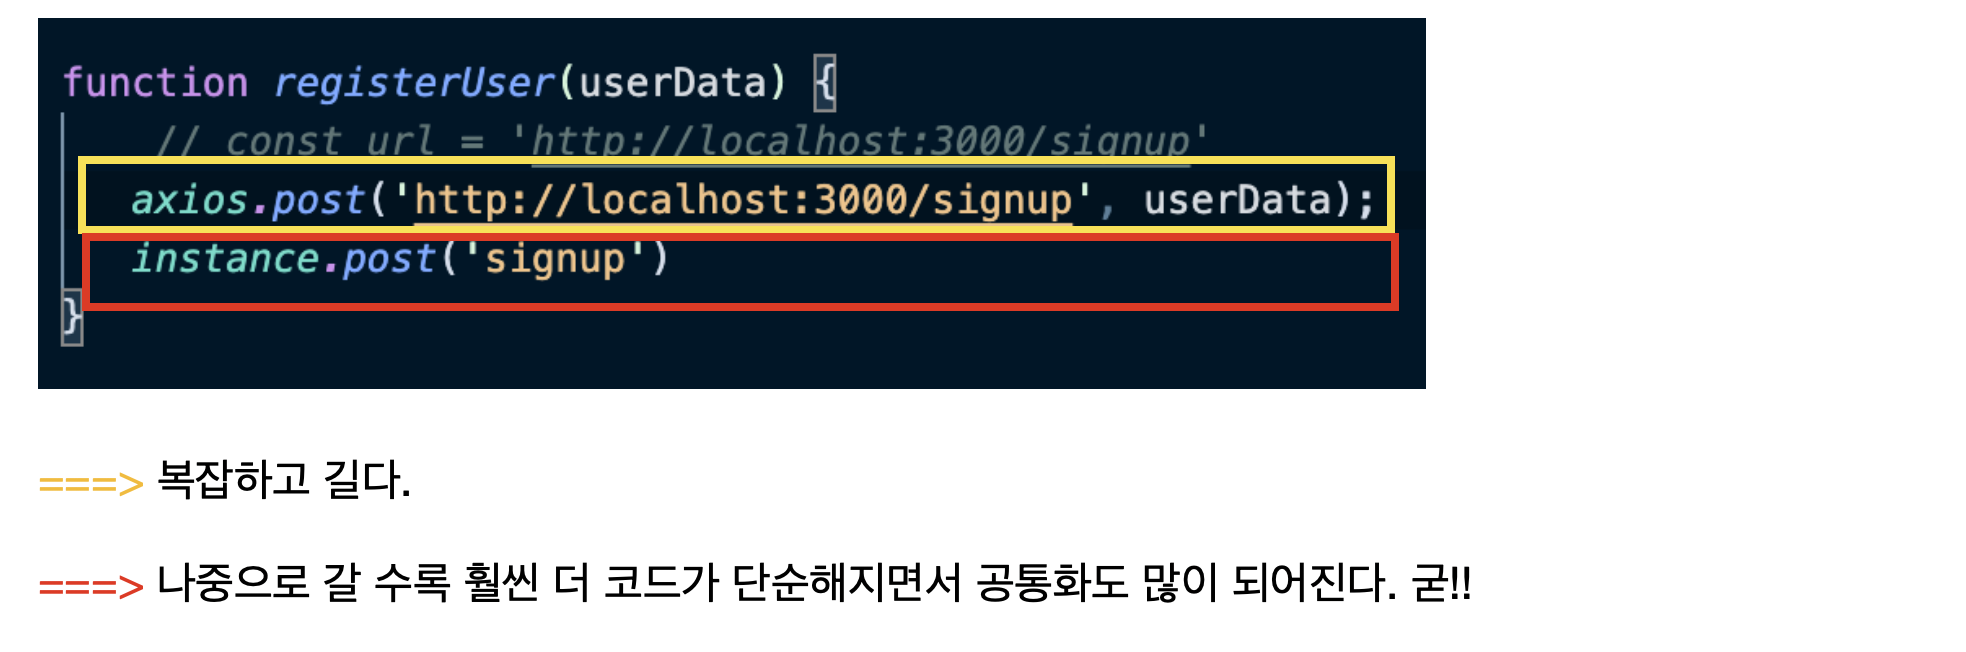 function registerUser(userData) {
// const url = 'http://localhost:3000/signup'
axios.post('http://localhost:3000/signup', userData);
instance.post('signup')
}
===> 복잡하고 길다.
===> 나중으로 갈 수록 훨씬 더 코드가 단순해지면서 공통화도 많이 되어진다. 굳!!